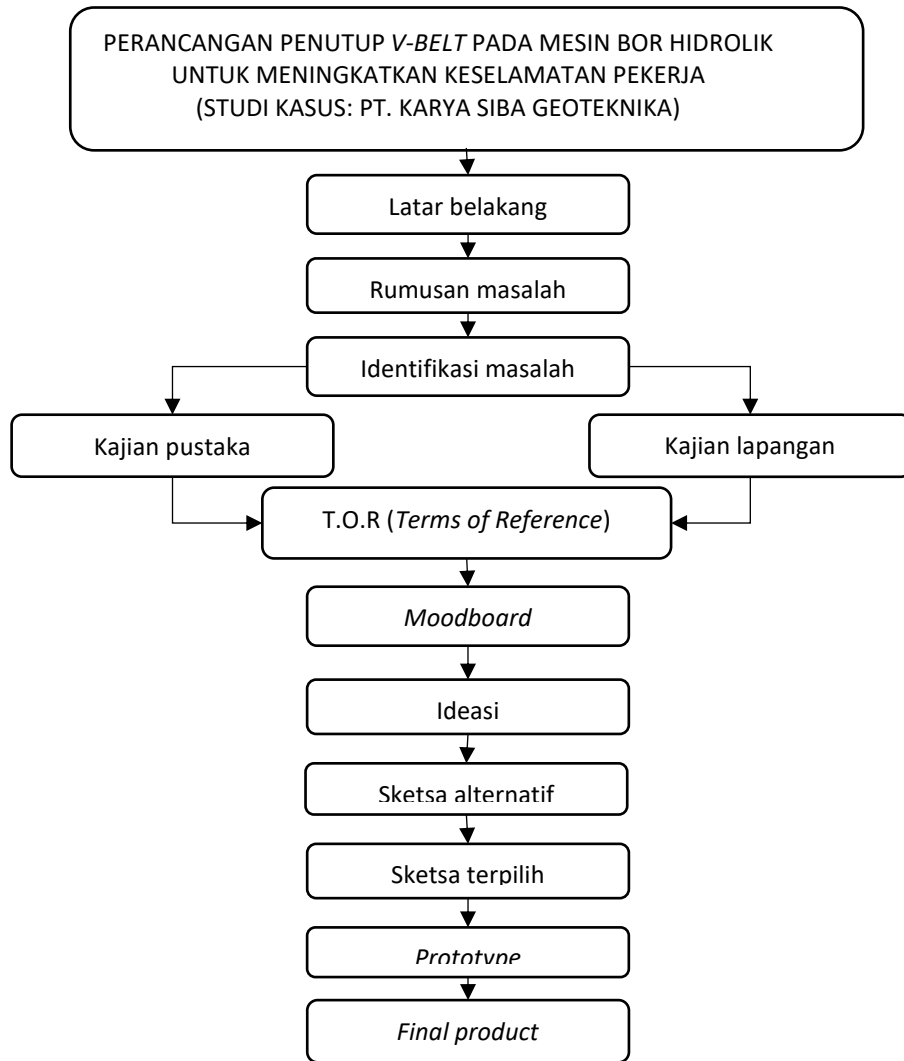 PERANCANGAN PENUTUP V-BELT PADA MESIN BOR HIDROLIK
UNTUK MENINGKATKAN KESELAMATAN PEKERJA
(STUDI KASUS: PT. KARYA SIBA GEOTEKNIKA)
Latar belakang
Rumusan masalah
Identifikasi masalah
Kajian pustaka
Kajian lapangan
T.O.R (Terms of Reference)
Moodboard
Ideasi
Sketsa alternatif
Sketsa terpilih
Prototype
Final product